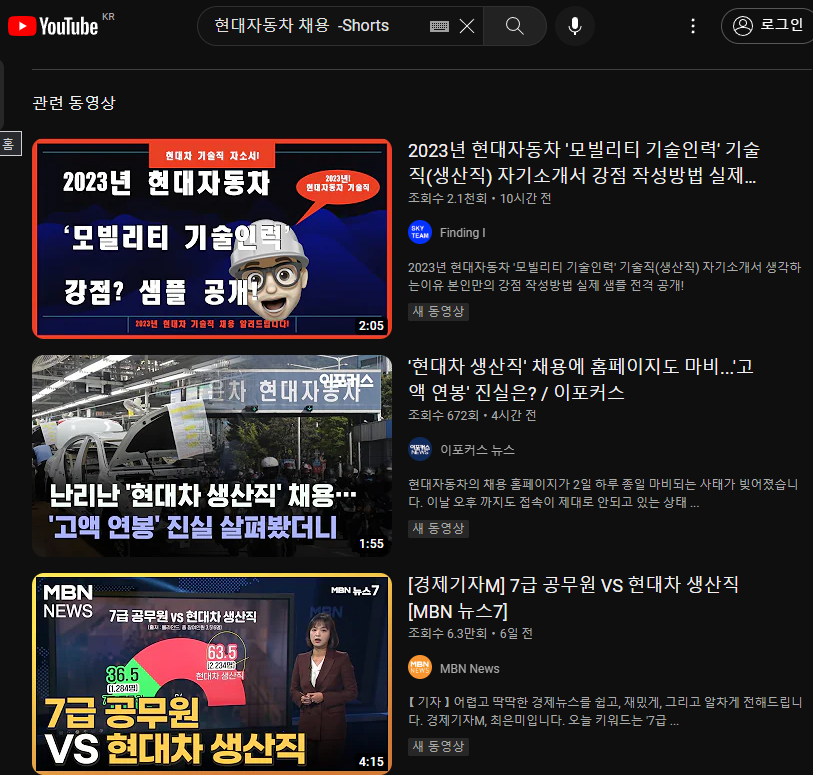 YouTube KR
현대자동차 채용 -Shorts
로그인
관련 동영상
홈
현대차 기술직 자소서!
2023년 현대자동차
2023년!
현대자동차 기술직
'모빌리티 기술인력'
강점? 샘플 공개!
2023년 현대차 기술직 채용 알려드립니다!
2:05
2023년 현대자동차 '모빌리티 기술인력' 기술
직(생산직) 자기소개서 강점 작성방법 실제...
조회수 2.1천회 • 10시간 전
SKY
TEAM
Finding I
2023년 현대자동차 '모빌리티 기술인력' 기술직(생산직) 자기소개서 생각하
는이유 본인만의 강점 작성방법 실제 샘플 전격 공개!
새 동영상
이포커스
차 현대자동차
난리난 '현대차 생산직' 채용…
'고액 연봉' 진실 살펴봤더니
1:55
'현대차 생산직' 채용에 홈페이지도 마비...'고
액 연봉' 진실은? / 이포커스
조회수 672회 • 4시간 전
이포커스
NEWS
이포커스 뉴스
현대자동차의 채용 홈페이지가 2일 하루 종일 마비되는 사태가 빚어졌습니
다. 이날 오후 까지도 접속이 제대로 안되고 있는 상태 ...
새 동영상
MBN
NEWS
MBN 뉴스7
7급 공무원 vs 현대차 생산직
63.5
(2,234명)
현대차 생산직
36.5
(1,284명)
7급 공무원
VS 현대차 생산직
4:15
[경제기자M] 7급 공무원 VS 현대차 생산직
[MBN 뉴스7]
조회수 6.3만회 • 6일 전
MBN
NEWS
MBN News
【 기자 】 어렵고 딱딱한 경제뉴스를 쉽고, 재밌게, 그리고 알차게 전해드립니
다. 경제기자M, 최은미입니다. 오늘 키워드는 '7급 ...
새 동영상